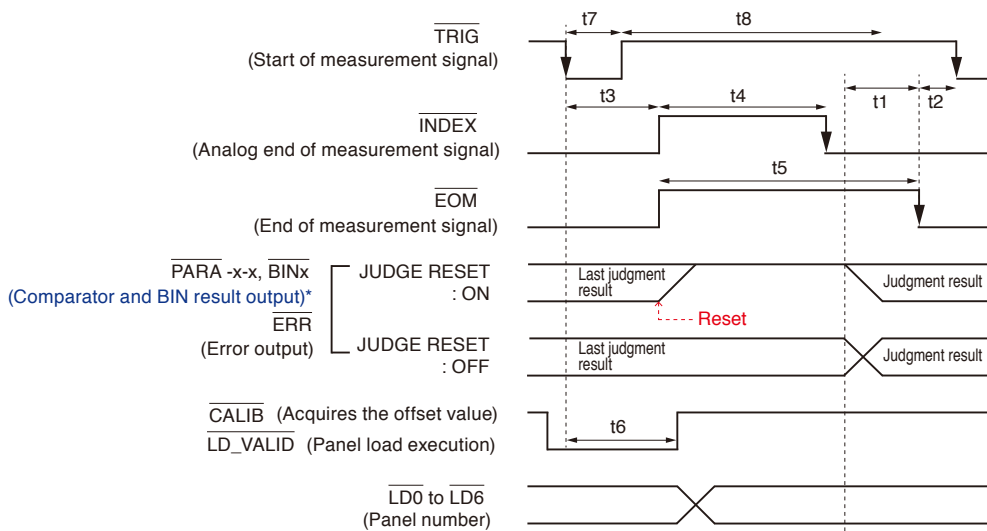 t7
t8
TRIG
(Start of measurement signal)
t3
t4
t1
t2
INDEX
(Analog end of measurement signal)
t5
EOM
(End of measurement signal)
PARA -x-x, BINx
(Comparator and BIN result output)*
ERR
(Error output)
JUDGE RESET
: ON
Last judgment
result
Judgment result
Reset
JUDGE RESET
: OFF
Last judgment
result
Judgment result
CALIB (Acquires the offset value)
LD_VALID (Panel load execution)
t6
LD0 to LD6
(Panel number)